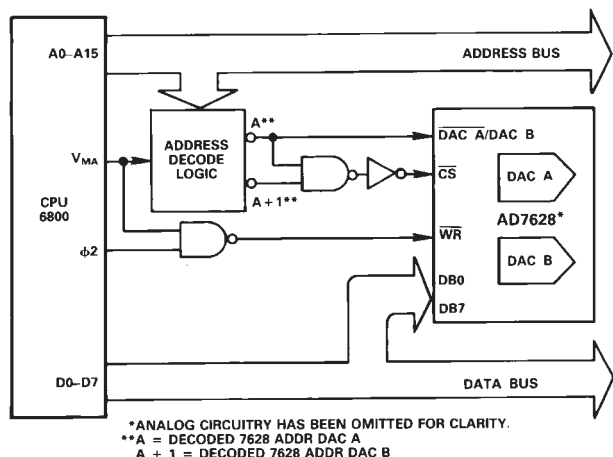 A0–A15
ADDRESS BUS
A**
ADDRESS
DECODE
LOGIC
VMA
DAC A/DAC B
CS
DAC A
CPU
6800
A + 1**
AD7628*
WR
ϕ2
DAC B
DB0
DB7
D0–D7
DATA BUS
*ANALOG CIRCUITRY HAS BEEN OMITTED FOR CLARITY.
**A = DECODED 7628 ADDR DAC A
A + 1 = DECODED 7628 ADDR DAC B